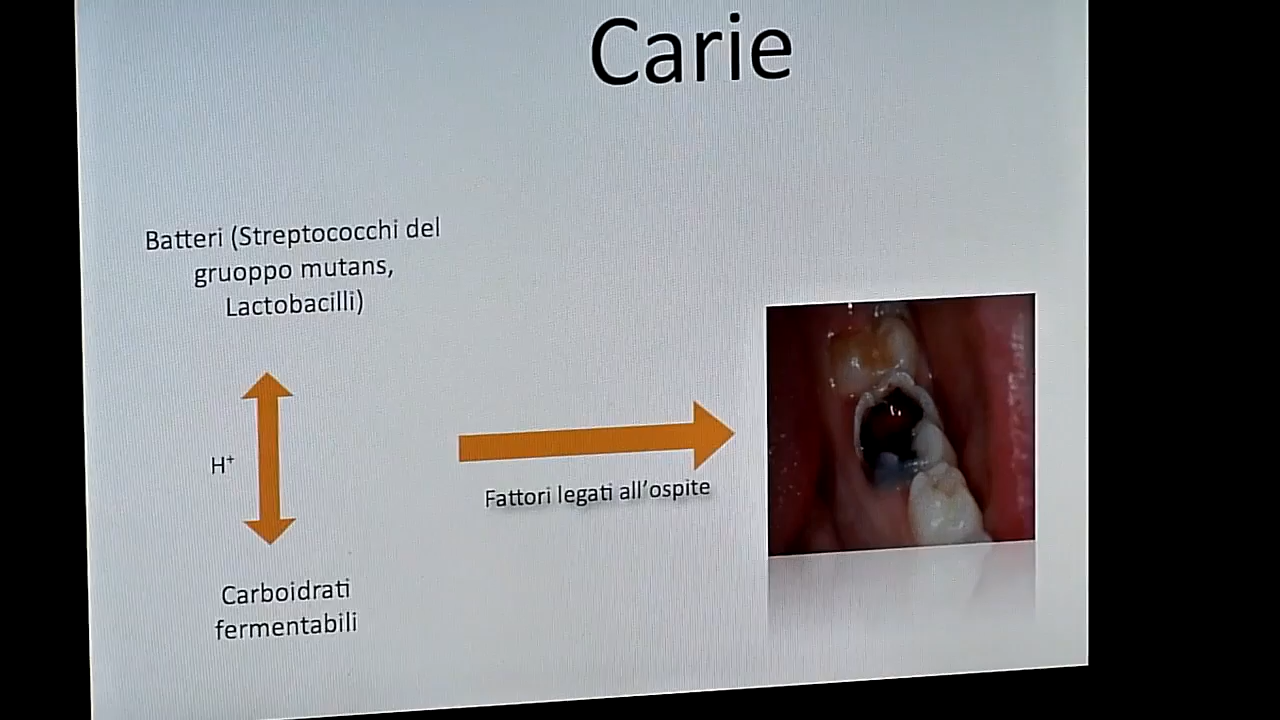 Carie
Batteri (Streptococchi del
gruoppo mutans,
Lactobacilli)
H⁺
Fattori legati all'ospite
Carboidrati
fermentabili